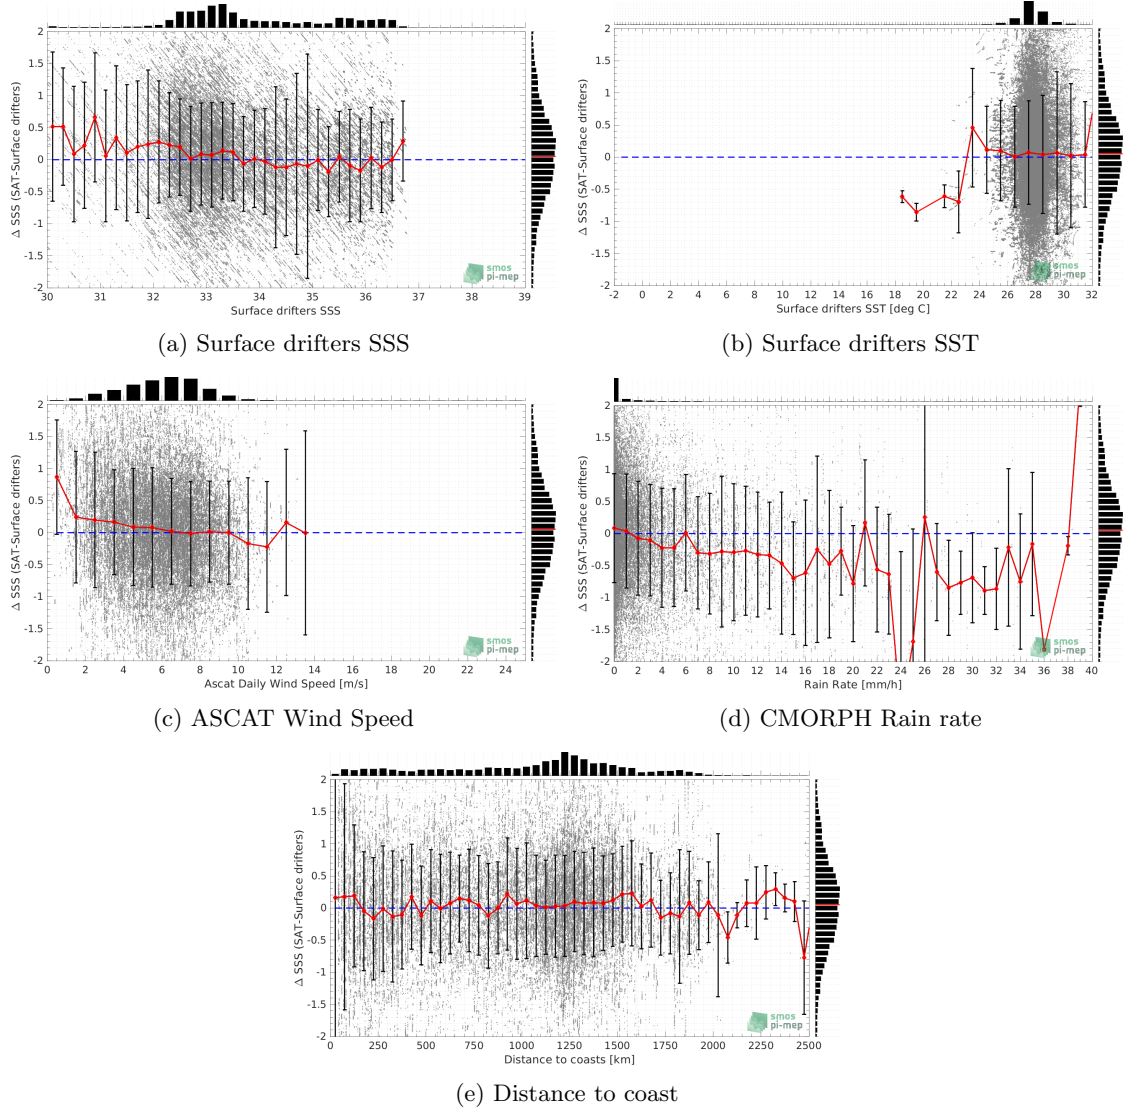 2
1.5
1
0.5
0
-0.5
-1
-1.5
-2
Δ SSS (SAT-Surface drifters)
30 31 32 33 34 35 36 37 38 39
Surface drifters SSS
smos
pi-mep
(a) Surface drifters SSS
2
1.5
1
0.5
0
-0.5
-1
-1.5
-2
Δ SSS (SAT-Surface drifters)
-2 0 2 4 6 8 10 12 14 16 18 20 22 24 26 28 30 32
Surface drifters SST [deg C]
smos
pi-mep
(b) Surface drifters SST
2
1.5
1
0.5
0
-0.5
-1
-1.5
-2
Δ SSS (SAT-Surface drifters)
0 2 4 6 8 10 12 14 16 18 20 22 24
Ascat Daily Wind Speed [m/s]
smos
pi-mep
(c) ASCAT Wind Speed
2
1.5
1
0.5
0
-0.5
-1
-1.5
-2
Δ SSS (SAT-Surface drifters)
0 2 4 6 8 10 12 14 16 18 20 22 24 26 28 30 32 34 36 38 40
Rain Rate [mm/h]
smos
pi-mep
(d) CMORPH Rain rate
2
1.5
1
0.5
0
-0.5
-1
-1.5
-2
Δ SSS (SAT-Surface drifters)
0 250 500 750 1000 1250 1500 1750 2000 2250 2500
Distance to coasts [km]
smos
pi-mep
(e) Distance to coast